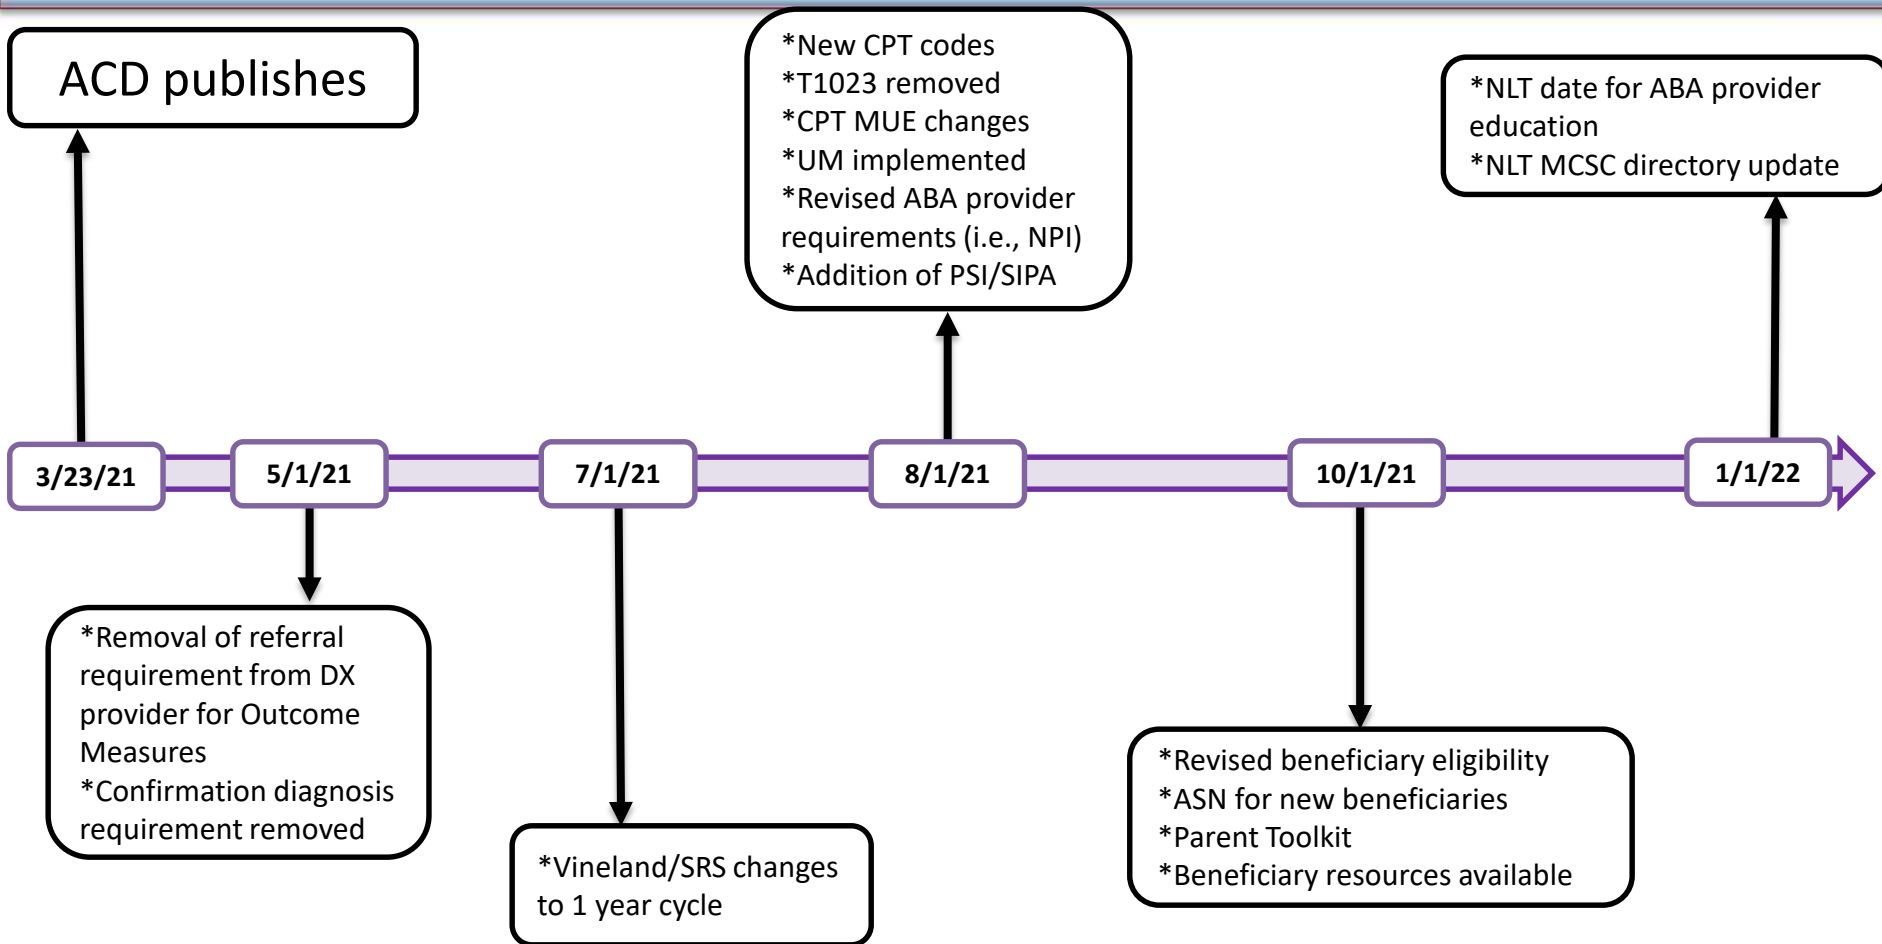 ACD publishes
*New CPT codes
*T1023 removed
*CPT MUE changes
*UM implemented
*Revised ABA provider
requirements (i.e., NPI)
*Addition of PSI/SIPA
*NLT date for ABA provider
education
*NLT MCSC directory update
3/23/21
5/1/21
7/1/21
8/1/21
10/1/21
1/1/22
*Removal of referral
requirement from DX
provider for Outcome
Measures
*Confirmation diagnosis
requirement removed
*Vineland/SRS changes
to 1 year cycle
*Revised beneficiary eligibility
*ASN for new beneficiaries
*Parent Toolkit
*Beneficiary resources available